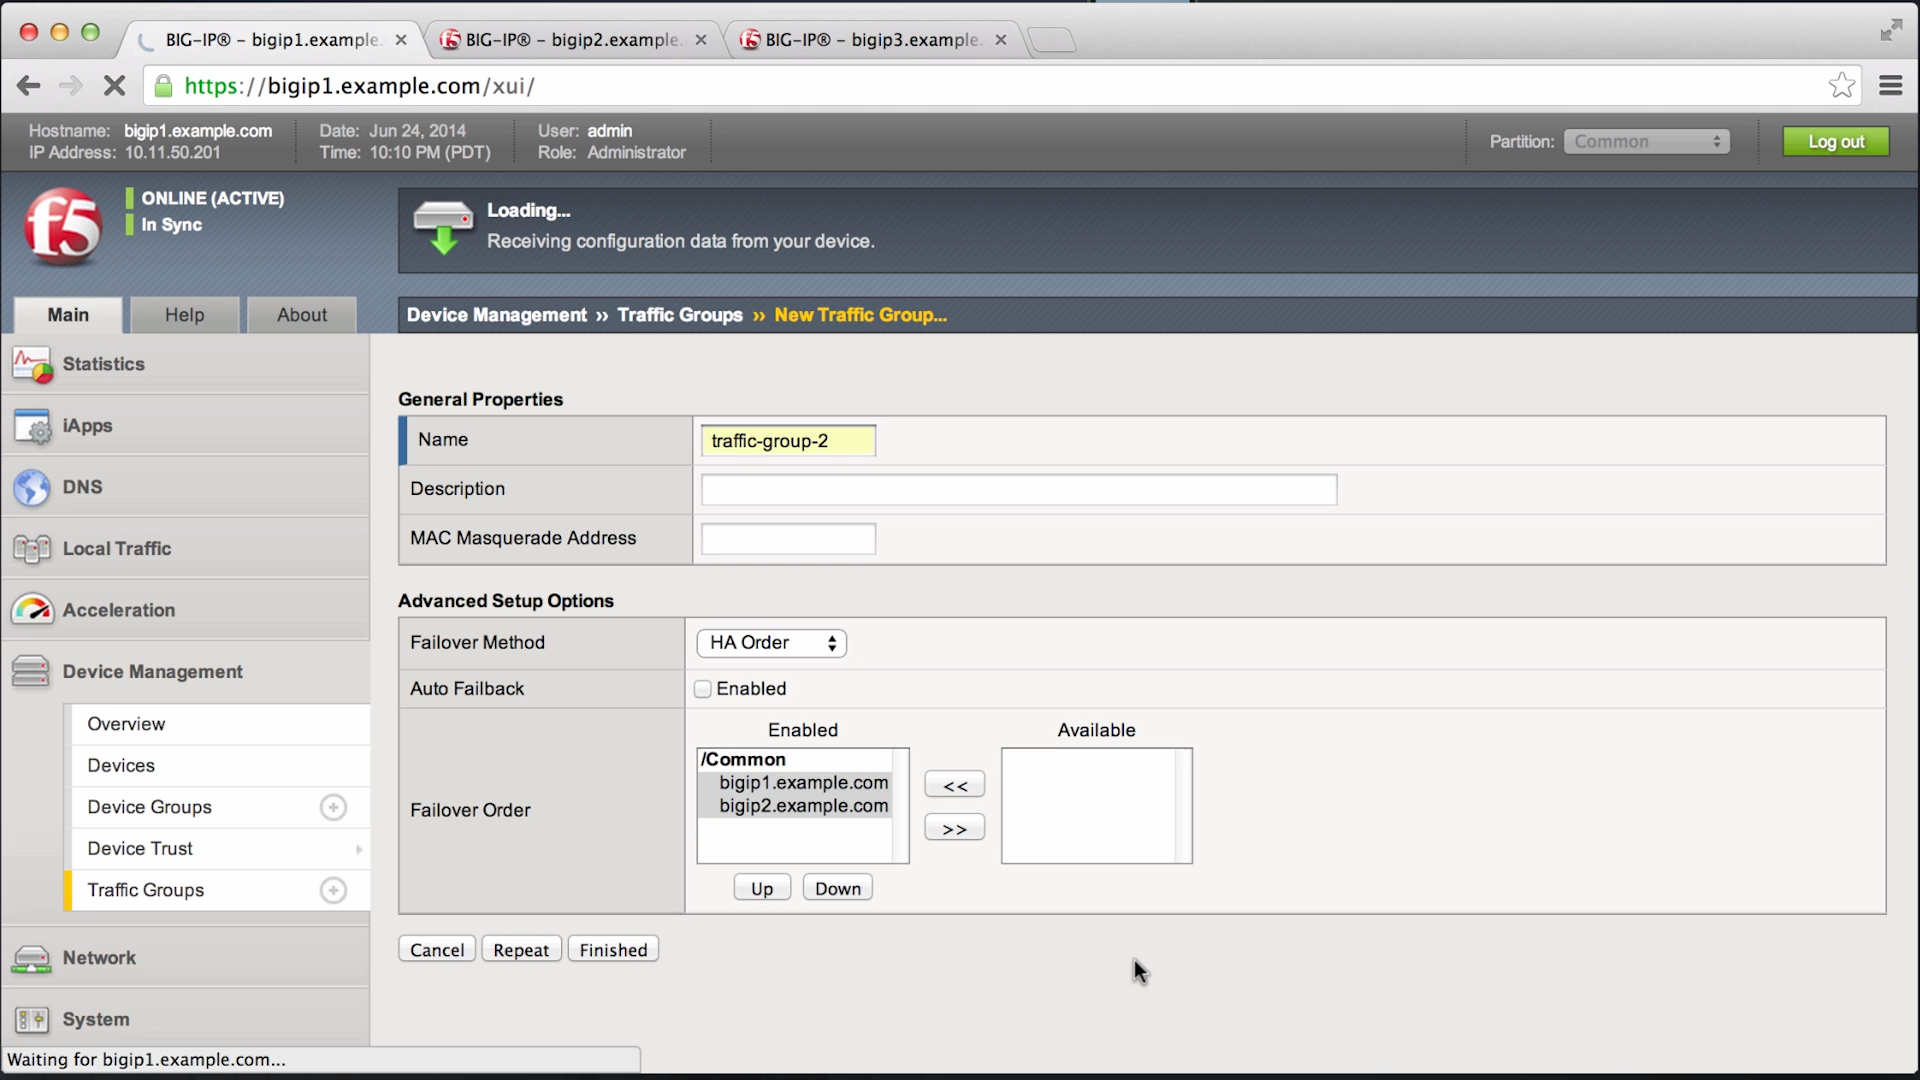 BIG-IP® – bigip1.example.
BIG-IP® – bigip2.example.
BIG-IP® – bigip3.example.
https://bigip1.example.com/xui/
Hostname: bigip1.example.com
IP Address: 10.11.50.201
Date: Jun 24, 2014
Time: 10:10 PM (PDT)
User: admin
Role: Administrator
Partition: Common
Log out
f5
ONLINE (ACTIVE)
In Sync
Loading...
Receiving configuration data from your device.
Main
Help
About
Device Management ›› Traffic Groups ›› New Traffic Group...
Statistics
iApps
DNS
Local Traffic
Acceleration
Device Management
Overview
Devices
Device Groups
Device Trust
Traffic Groups
Network
System
General Properties
Name
traffic-group-2
Description
MAC Masquerade Address
Advanced Setup Options
Failover Method
HA Order
Auto Failback
Enabled
Failover Order
Enabled
/Common
bigip1.example.com
bigip2.example.com
<<
>>
Available
Up
Down
Cancel
Repeat
Finished
Waiting for bigip1.example.com...